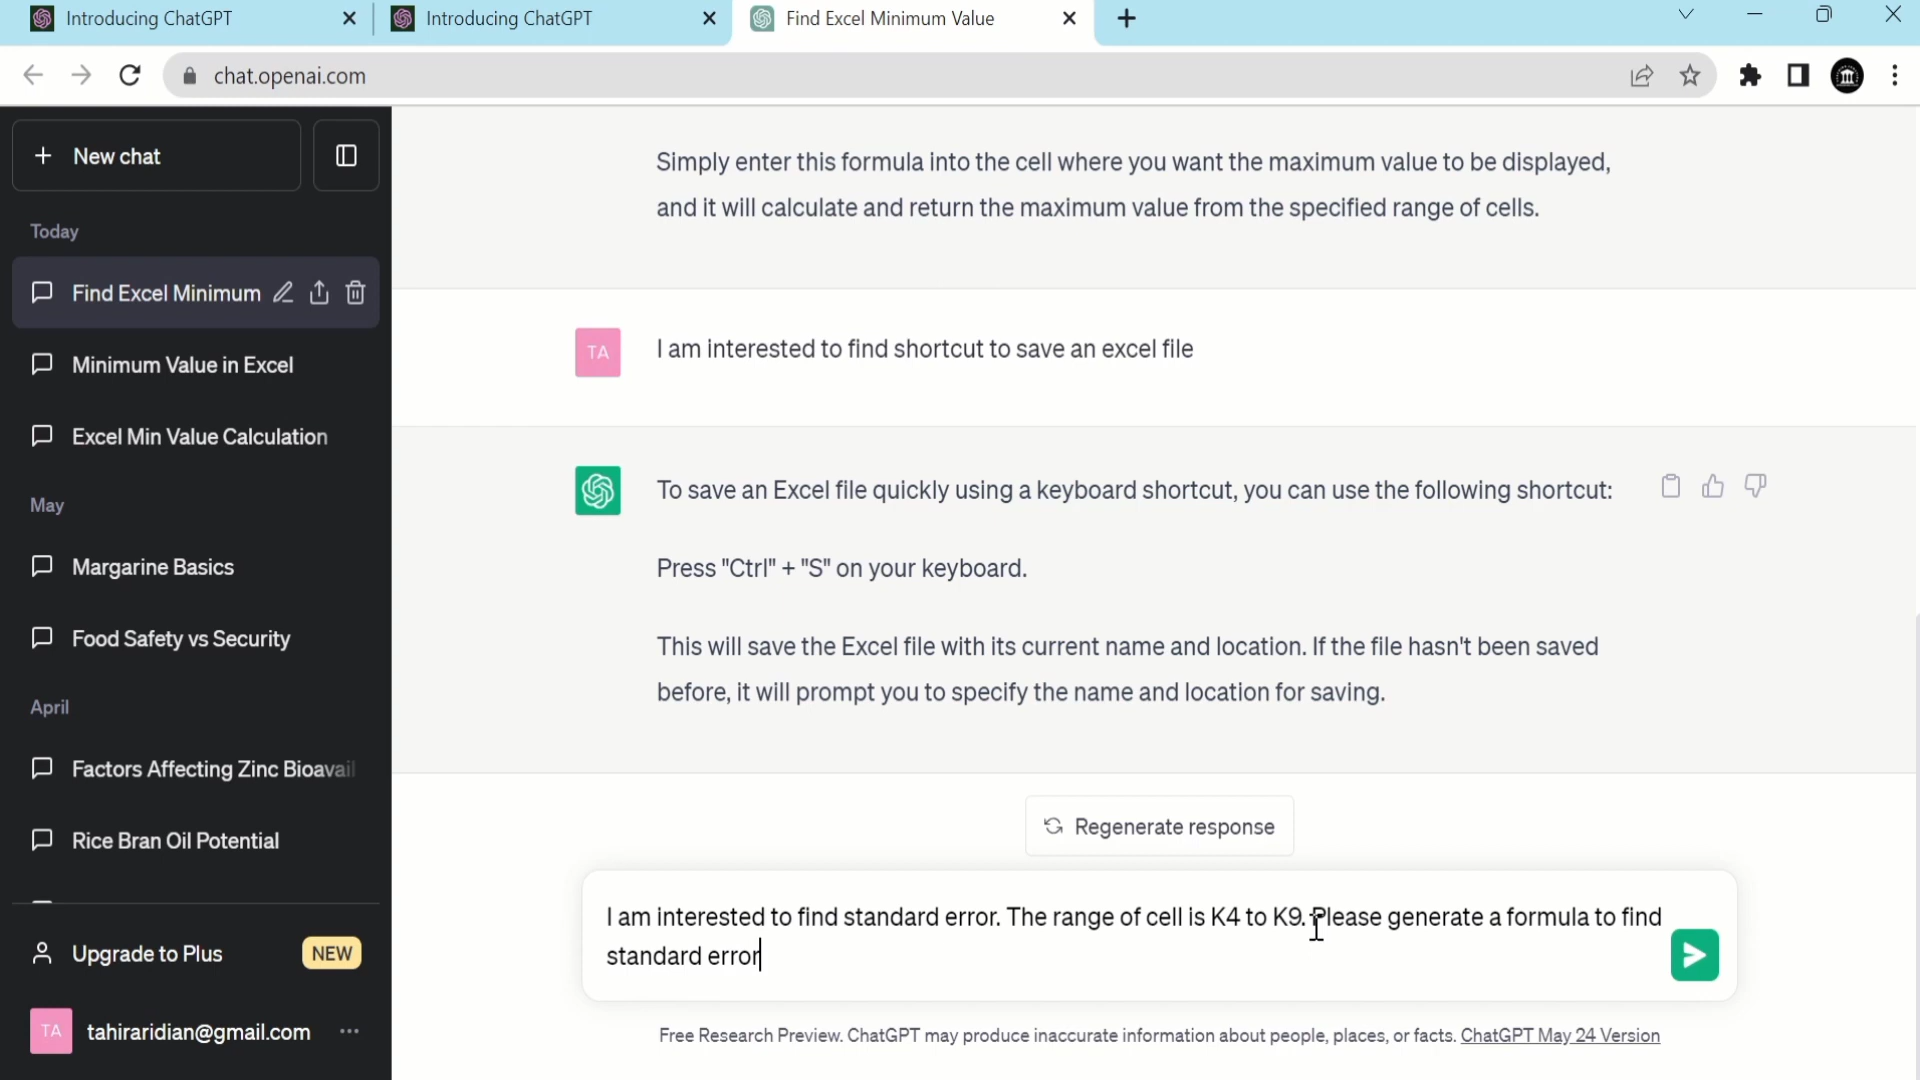 Introducing ChatGPT
Introducing ChatGPT
Find Excel Minimum Value
chat.openai.com
New chat
Today
Find Excel Minimum
Minimum Value in Excel
Excel Min Value Calculation
May
Margarine Basics
Food Safety vs Security
April
Factors Affecting Zinc Bioavail
Rice Bran Oil Potential
Upgrade to Plus
NEW
TA
tahiraridian@gmail.com
Simply enter this formula into the cell where you want the maximum value to be displayed,
and it will calculate and return the maximum value from the specified range of cells.
TA
I am interested to find shortcut to save an excel file
To save an Excel file quickly using a keyboard shortcut, you can use the following shortcut:
Press "Ctrl" + "S" on your keyboard.
This will save the Excel file with its current name and location. If the file hasn't been saved
before, it will prompt you to specify the name and location for saving.
Regenerate response
I am interested to find standard error. The range of cell is K4 to K9. Please generate a formula to find
standard error
Free Research Preview. ChatGPT may produce inaccurate information about people, places, or facts. ChatGPT May 24 Version